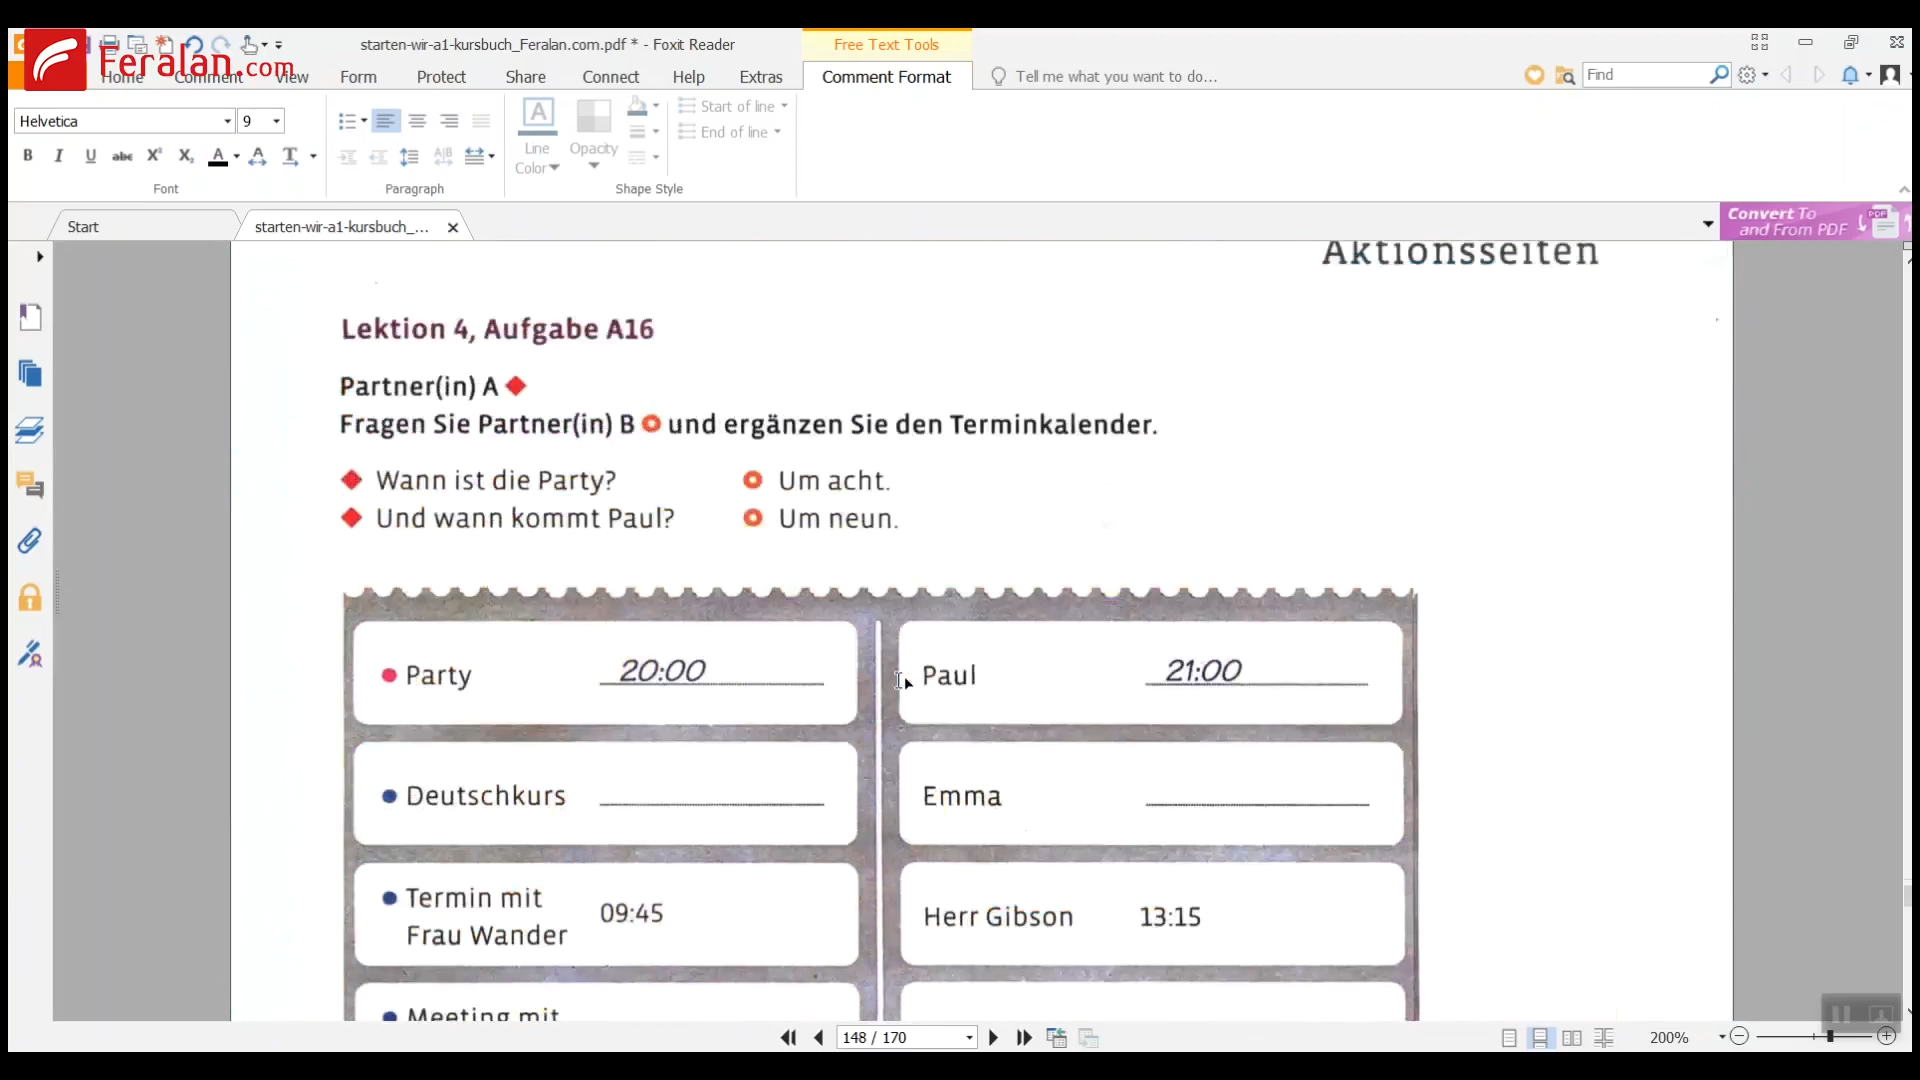 Feralan.com
starten-wir-a1-kursbuch_Feralan.com.pdf * - Foxit Reader
Free Text Tools
Home Comment View Form Protect Share Connect Help Extras Comment Format Tell me what you want to do... Find
Helvetica 9
Start of line
End of line
Line
Color
Opacity
B I U abc X² X₂ A A T
Font Paragraph Shape Style
Start starten-wir-a1-kursbuch_...
Convert To
and From PDF
PDF
Aktionsseiten
Lektion 4, Aufgabe A16
Partner(in) A
Fragen Sie Partner(in) B und ergänzen Sie den Terminkalender.
Wann ist die Party? Um acht.
Und wann kommt Paul? Um neun.
Party 20:00 Paul 21:00
Deutschkurs Emma
Termin mit
Frau Wander 09:45 Herr Gibson 13:15
Meeting mit
148 / 170
200%